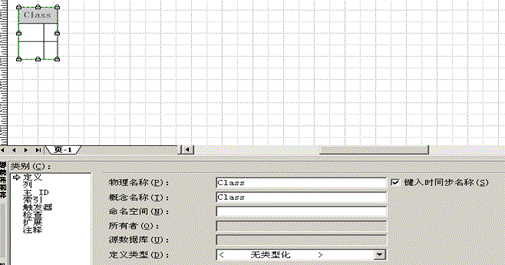 Class
页-1
类别(C):
定义
列
主 ID
索引
触发器
检查
扩展
注释
物理名称(P): Class
键入时同步名称(S)
概念名称(T): Class
命名空间(N):
所有者(O):
源数据库(U):
定义类型(D): < 无类型化 >